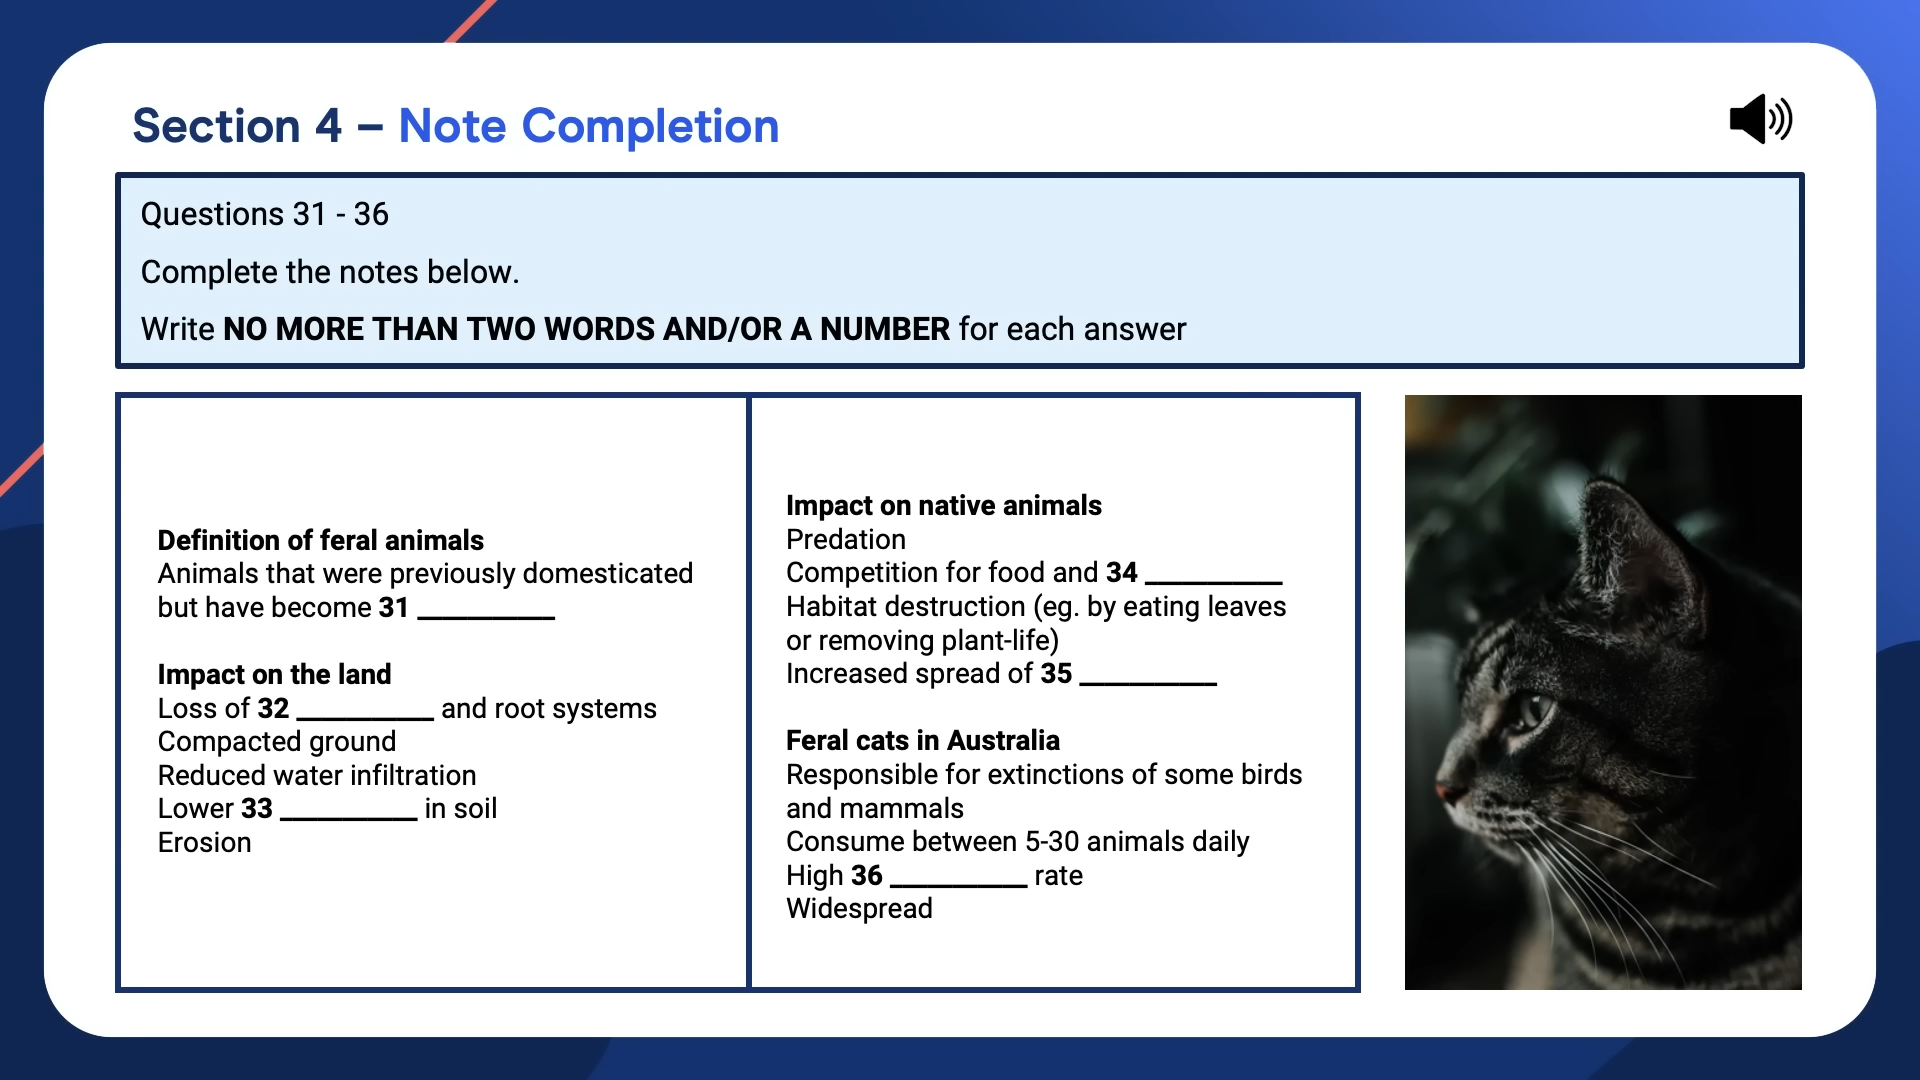 Section 4 – Note Completion
Questions 31 - 36
Complete the notes below.
Write NO MORE THAN TWO WORDS AND/OR A NUMBER for each answer
Definition of feral animals
Animals that were previously domesticated
but have become 31 __________
Impact on the land
Loss of 32 __________ and root systems
Compacted ground
Reduced water infiltration
Lower 33 __________ in soil
Erosion
Impact on native animals
Predation
Competition for food and 34 __________
Habitat destruction (eg. by eating leaves
or removing plant-life)
Increased spread of 35 __________
Feral cats in Australia
Responsible for extinctions of some birds
and mammals
Consume between 5-30 animals daily
High 36 __________ rate
Widespread